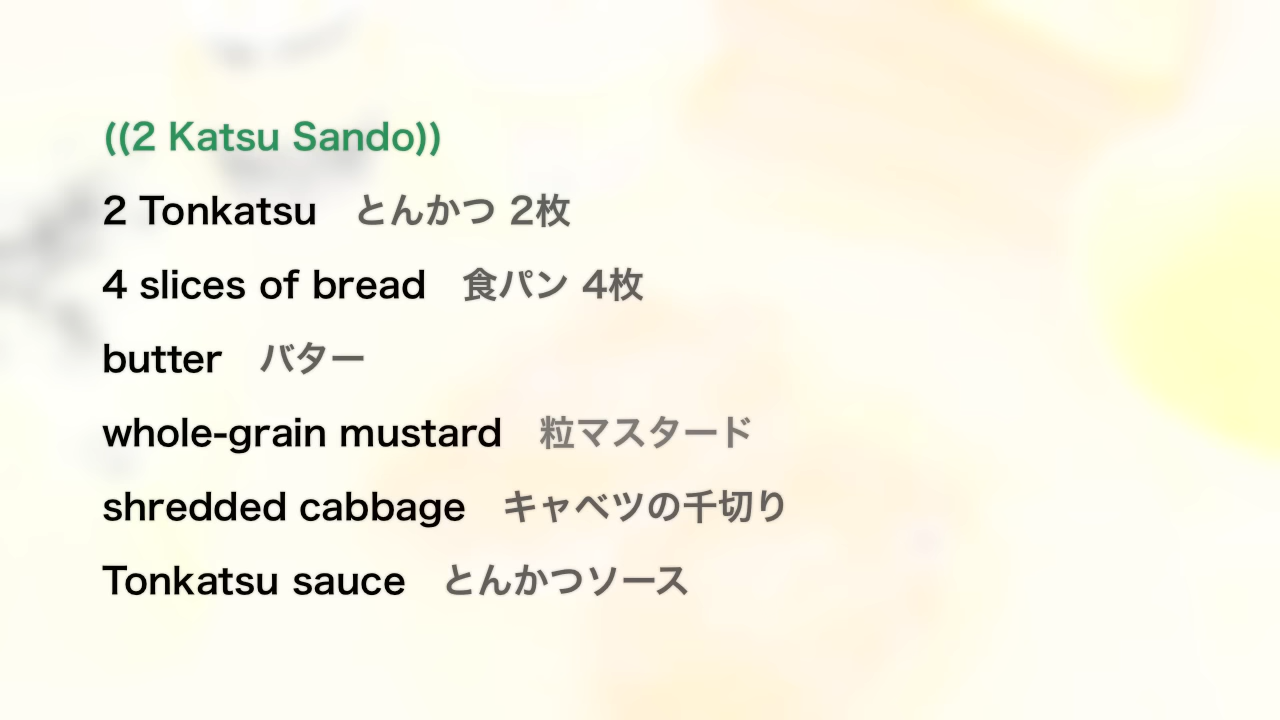 ((2 Katsu Sando))
2 Tonkatsu とんかつ 2枚
4 slices of bread 食パン 4枚
butter バター
whole-grain mustard 粒マスタード
shredded cabbage キャベツの千切り
Tonkatsu sauce とんかつソース